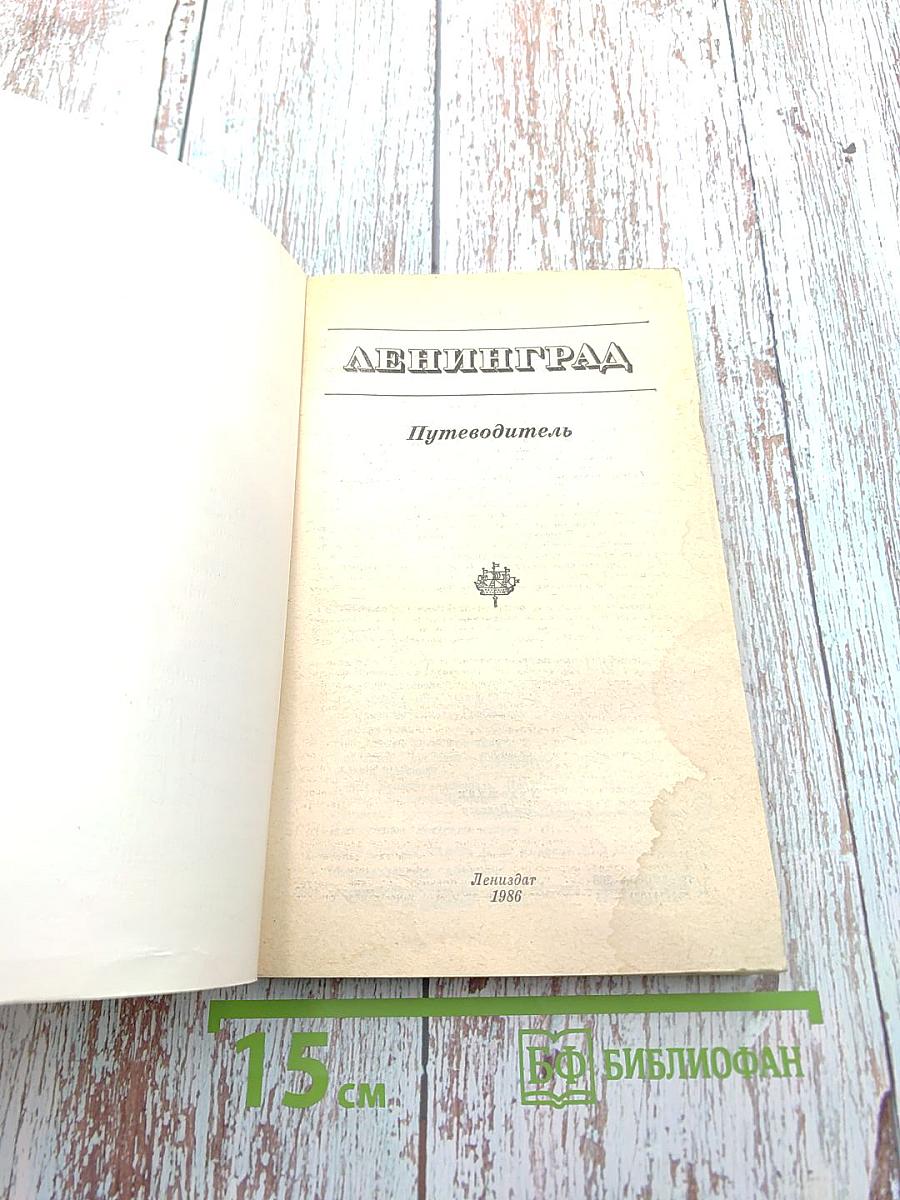 ЛЕНИНГРАД
Путеводитель
Лениздат
1986
15 см
БФ БИБЛИОФАН